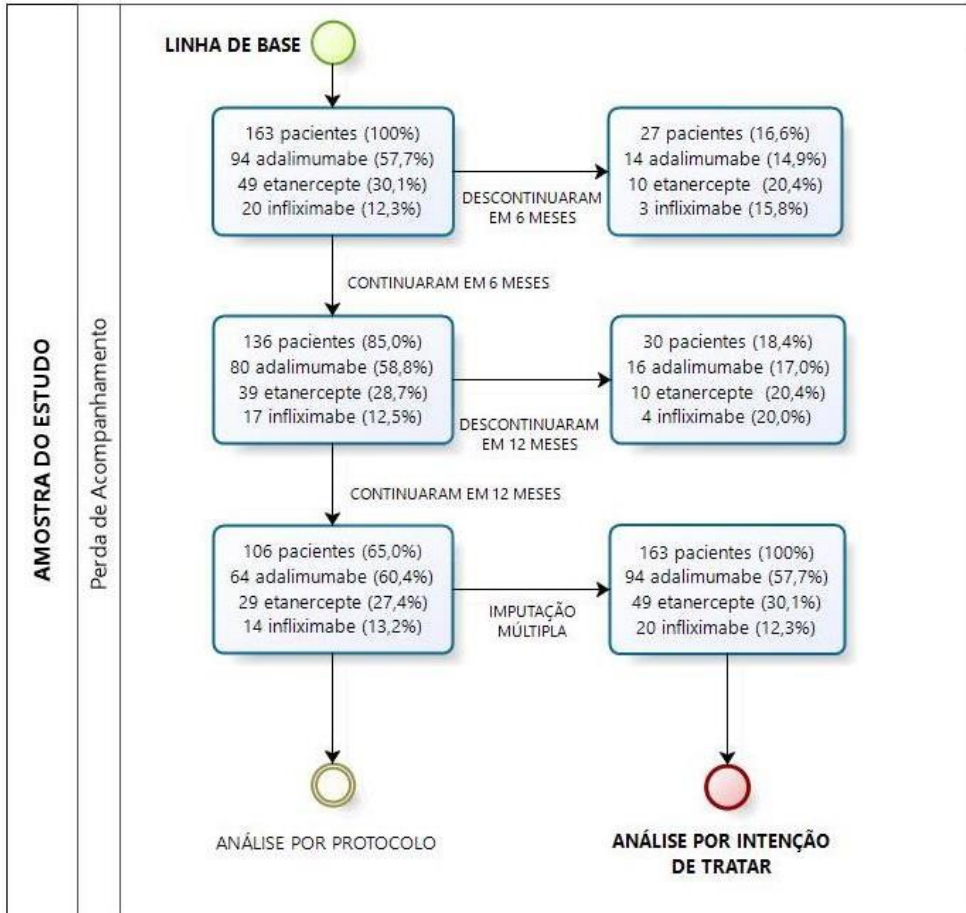 AMOSTRA DO ESTUDO
Perda de Acompanhamento
LINHA DE BASE
163 pacientes (100%)
94 adalimumabe (57,7%)
49 etanercepte (30,1%)
20 infliximabe (12,3%)
DESCONTINUARAM
EM 6 MESES
27 pacientes (16,6%)
14 adalimumabe (14,9%)
10 etanercepte (20,4%)
3 infliximabe (15,8%)
CONTINUARAM EM 6 MESES
136 pacientes (85,0%)
80 adalimumabe (58,8%)
39 etanercepte (28,7%)
17 infliximabe (12,5%)
DESCONTINUARAM
EM 12 MESES
30 pacientes (18,4%)
16 adalimumabe (17,0%)
10 etanercepte (20,4%)
4 infliximabe (20,0%)
CONTINUARAM EM 12 MESES
106 pacientes (65,0%)
64 adalimumabe (60,4%)
29 etanercepte (27,4%)
14 infliximabe (13,2%)
IMPUTAÇÃO
MÚLTIPLA
163 pacientes (100%)
94 adalimumabe (57,7%)
49 etanercepte (30,1%)
20 infliximabe (12,3%)
ANÁLISE POR PROTOCOLO
ANÁLISE POR INTENÇÃO
DE TRATAR